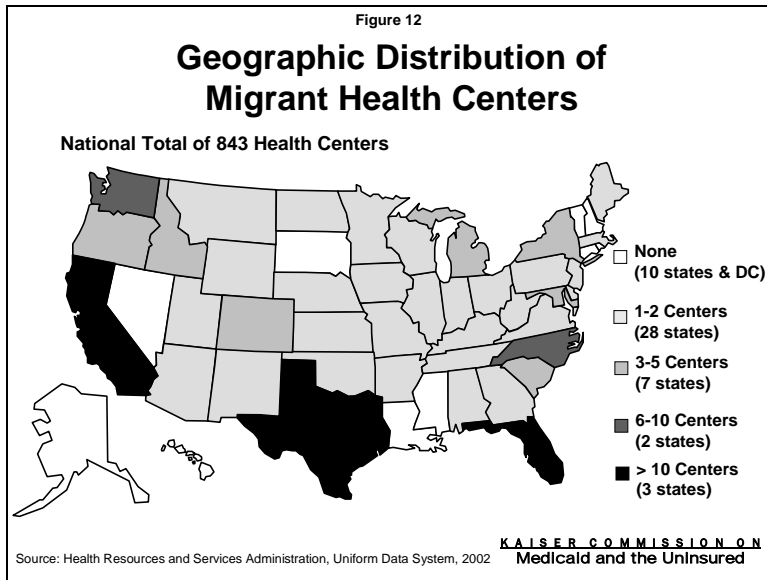 Figure 12
Geographic Distribution of
Migrant Health Centers
National Total of 843 Health Centers
None
(10 states & DC)
1-2 Centers
(28 states)
3-5 Centers
(7 states)
6-10 Centers
(2 states)
> 10 Centers
(3 states)
Source: Health Resources and Services Administration, Uniform Data System, 2002
KAISER COMMISSION ON
Medicaid and the Uninsured